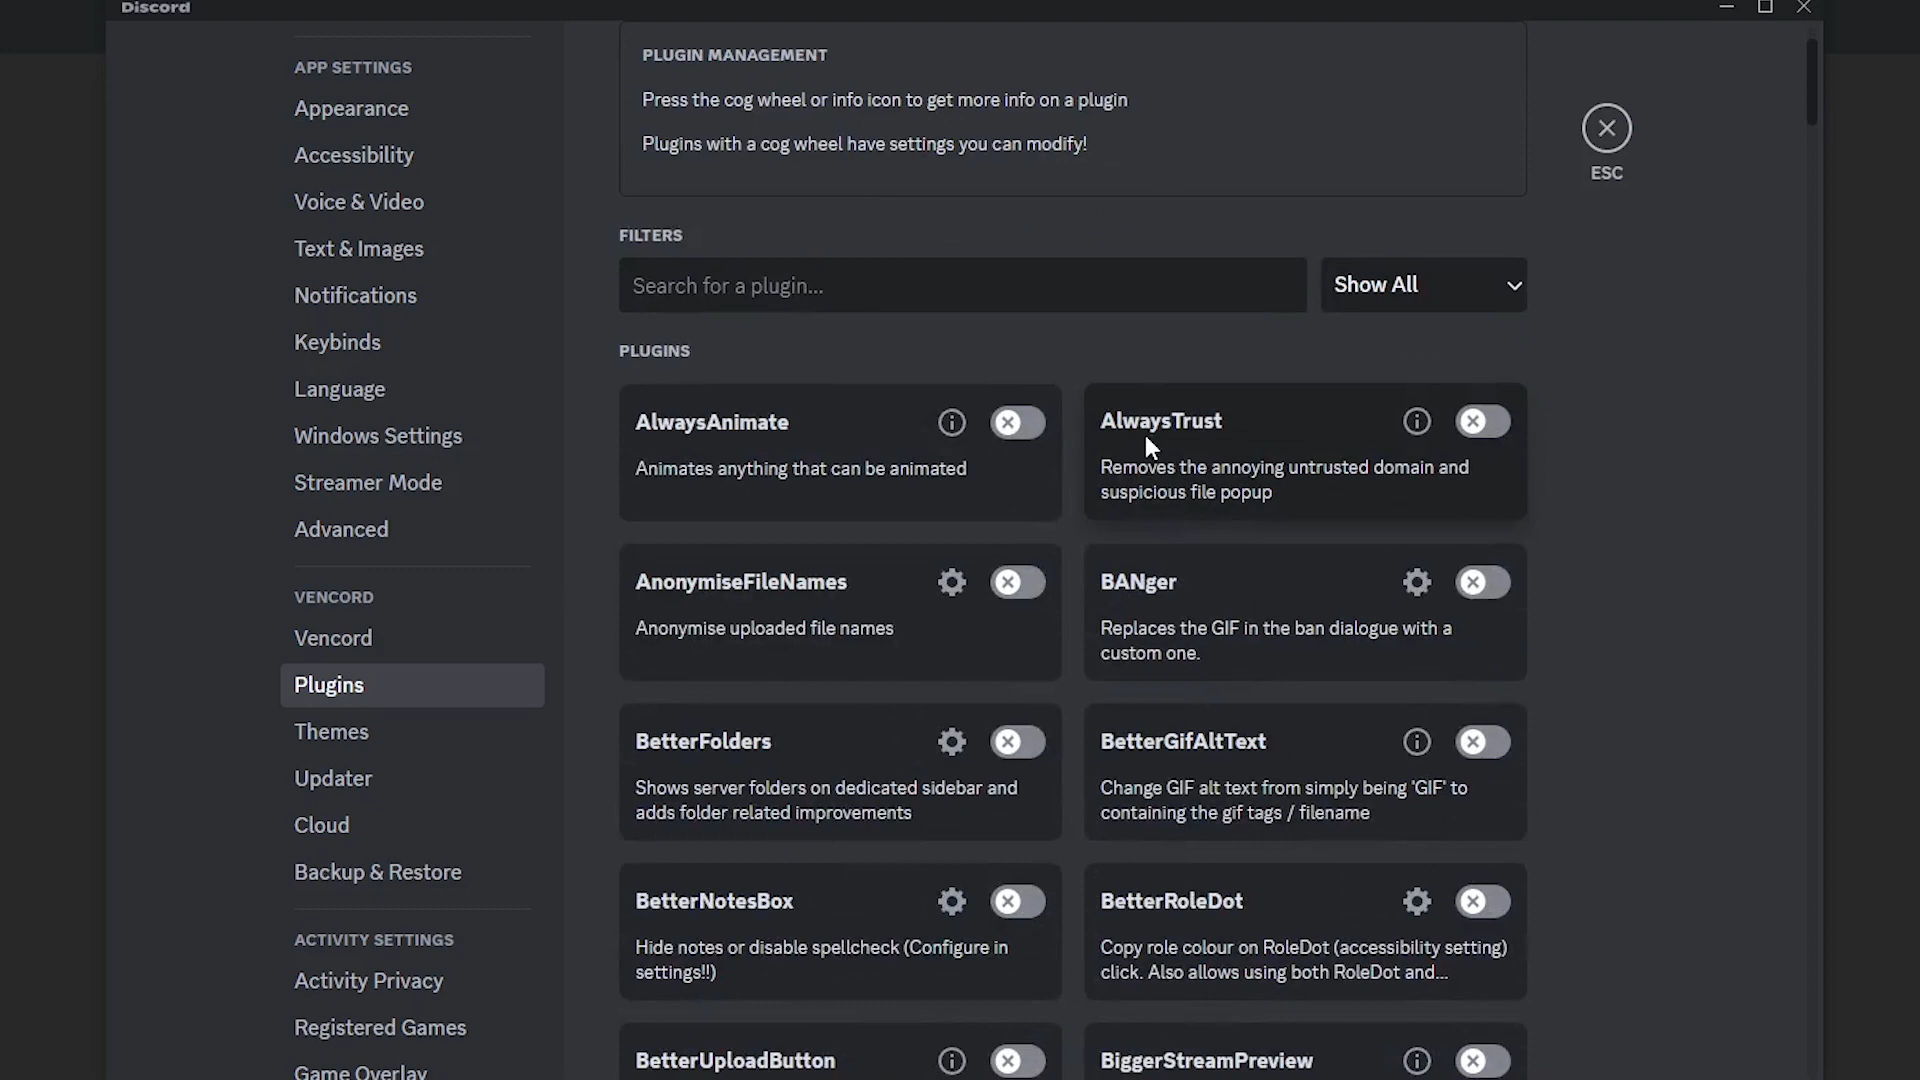 Discord
APP SETTINGS
Appearance
Accessibility
Voice & Video
Text & Images
Notifications
Keybinds
Language
Windows Settings
Streamer Mode
Advanced
VENCORD
Vencord
Plugins
Themes
Updater
Cloud
Backup & Restore
ACTIVITY SETTINGS
Activity Privacy
Registered Games
Game Overlay
PLUGIN MANAGEMENT
Press the cog wheel or info icon to get more info on a plugin
Plugins with a cog wheel have settings you can modify!
ESC
FILTERS
Search for a plugin...
Show All
PLUGINS
AlwaysAnimate
Animates anything that can be animated
AlwaysTrust
Removes the annoying untrusted domain and
suspicious file popup
AnonymiseFileNames
Anonymise uploaded file names
BANger
Replaces the GIF in the ban dialogue with a
custom one.
BetterFolders
Shows server folders on dedicated sidebar and
adds folder related improvements
BetterGifAltText
Change GIF alt text from simply being 'GIF' to
containing the gif tags / filename
BetterNotesBox
Hide notes or disable spellcheck (Configure in
settings!!)
BetterRoleDot
Copy role colour on RoleDot (accessibility setting)
click. Also allows using both RoleDot and...
BetterUploadButton
BiggerStreamPreview